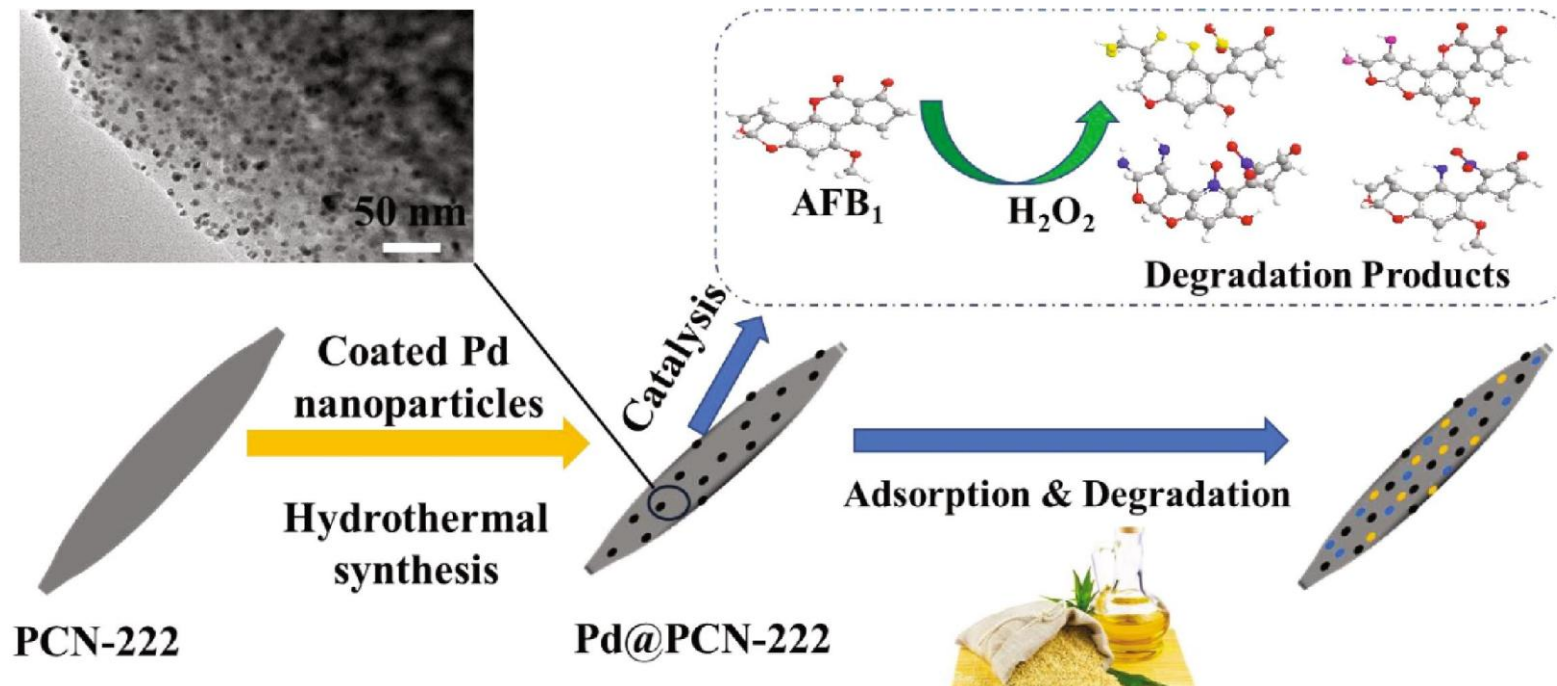 50 nm
AFB₁
H₂O₂
Degradation Products
Coated Pd
nanoparticles
Hydrothermal
synthesis
Catalysis
Adsorption & Degradation
PCN-222
Pd@PCN-222